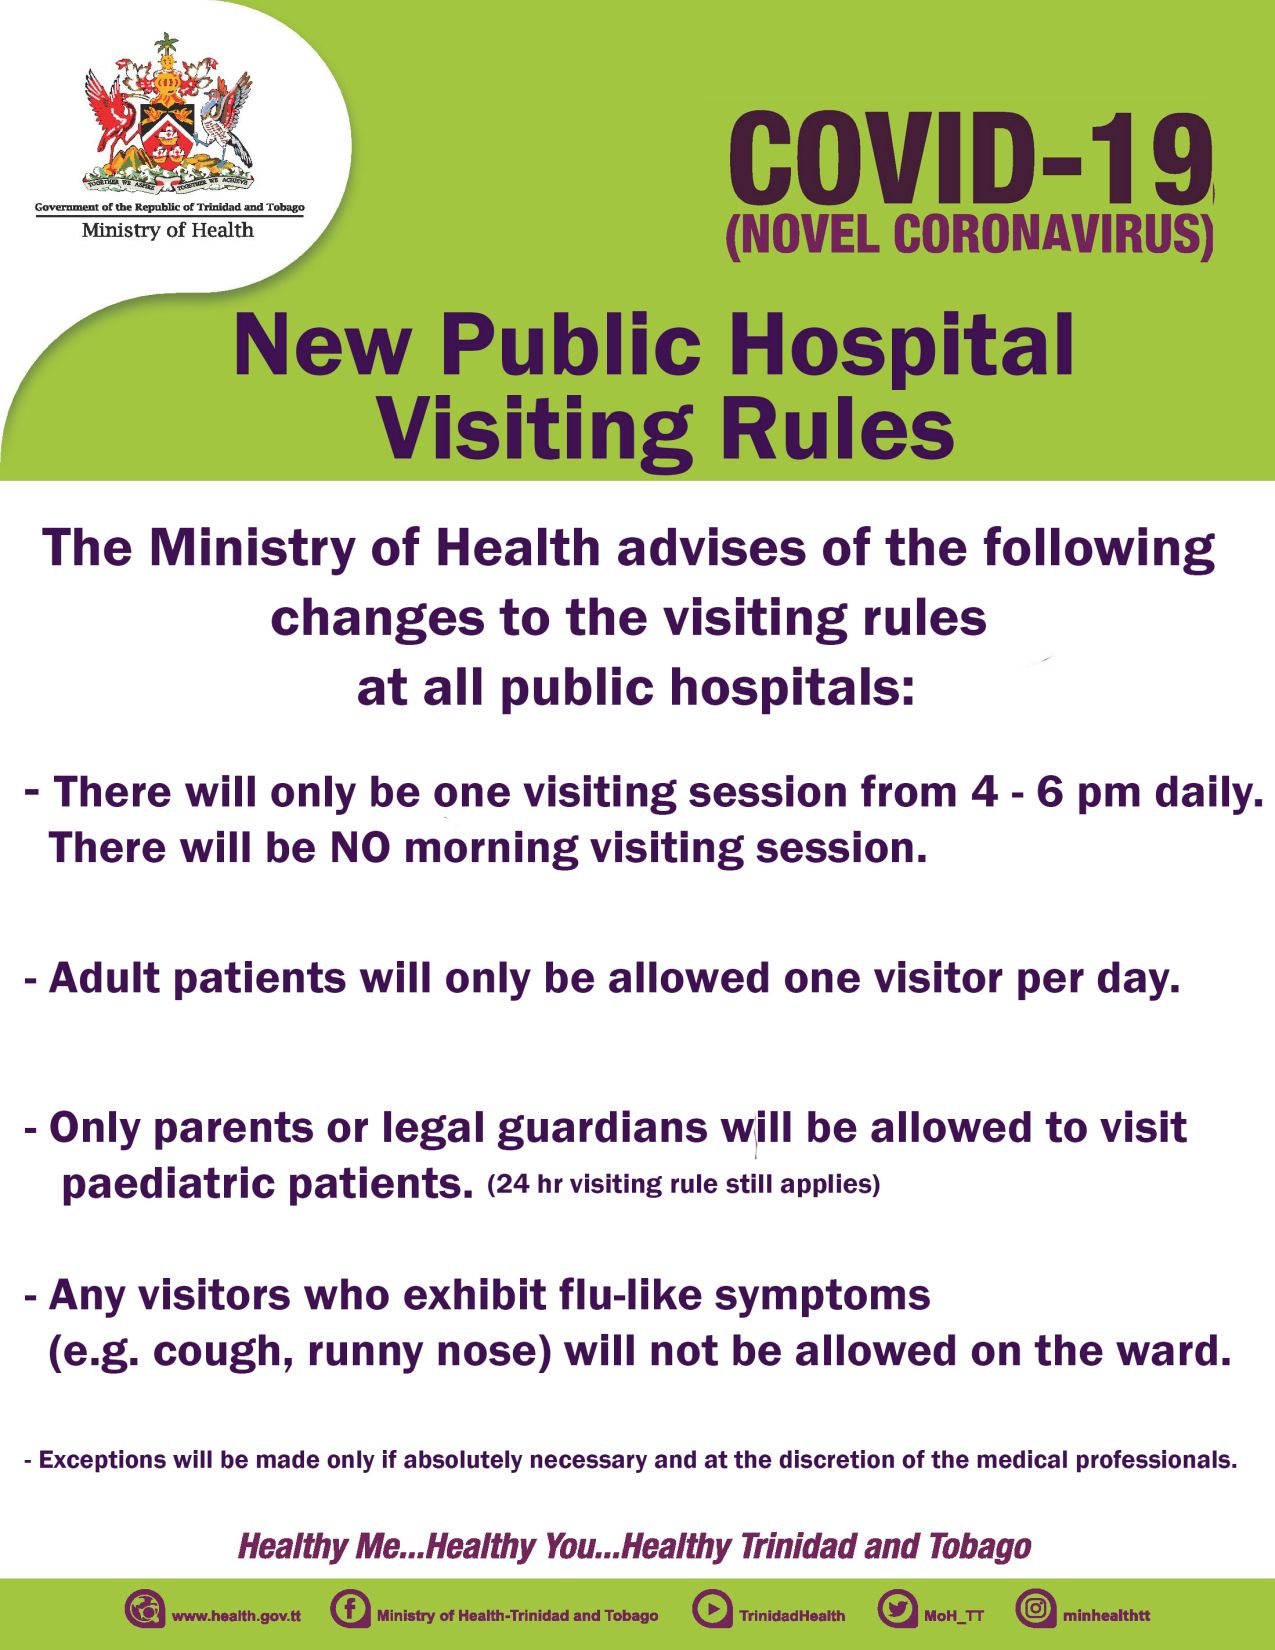 TOGETHER WE ASPIRE TOGETHER WE ACHIEVE
Government of the Republic of Trinidad and Tobago
Ministry of Health
COVID-19
(NOVEL CORONAVIRUS)
New Public Hospital
Visiting Rules
The Ministry of Health advises of the following
changes to the visiting rules
at all public hospitals:
- There will only be one visiting session from 4 - 6 pm daily.
There will be NO morning visiting session.
- Adult patients will only be allowed one visitor per day.
- Only parents or legal guardians will be allowed to visit
paediatric patients. (24 hr visiting rule still applies)
- Any visitors who exhibit flu-like symptoms
(e.g. cough, runny nose) will not be allowed on the ward.
- Exceptions will be made only if absolutely necessary and at the discretion of the medical professionals.
Healthy Me...Healthy You...Healthy Trinidad and Tobago
www.health.gov.tt Ministry of Health-Trinidad and Tobago TrinidadHealth MoH_TT minhealthtt